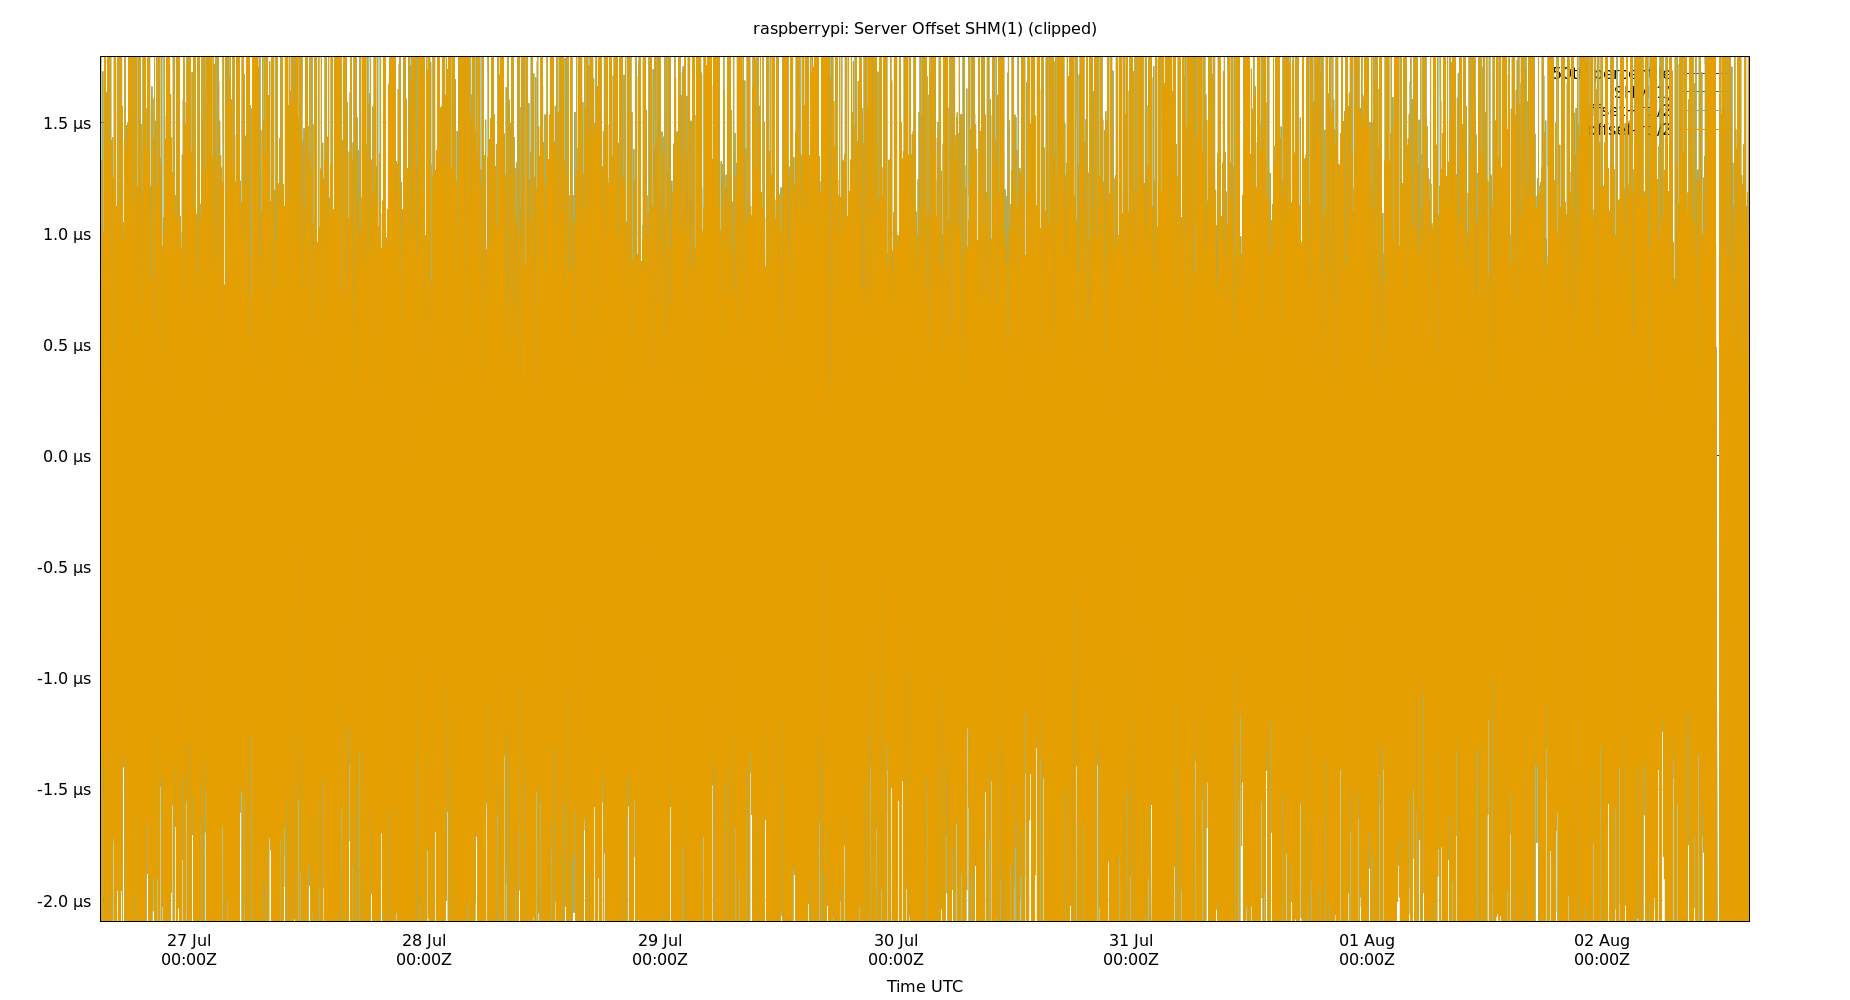 raspberrypi: Server Offset SHM(1) (clipped)
1.5 µs
1.0 µs
0.5 µs
0.0 µs
-0.5 µs
-1.0 µs
-1.5 µs
-2.0 µs
27 Jul
00:00Z
28 Jul
00:00Z
29 Jul
00:00Z
30 Jul
00:00Z
31 Jul
00:00Z
01 Aug
00:00Z
02 Aug
00:00Z
Time UTC